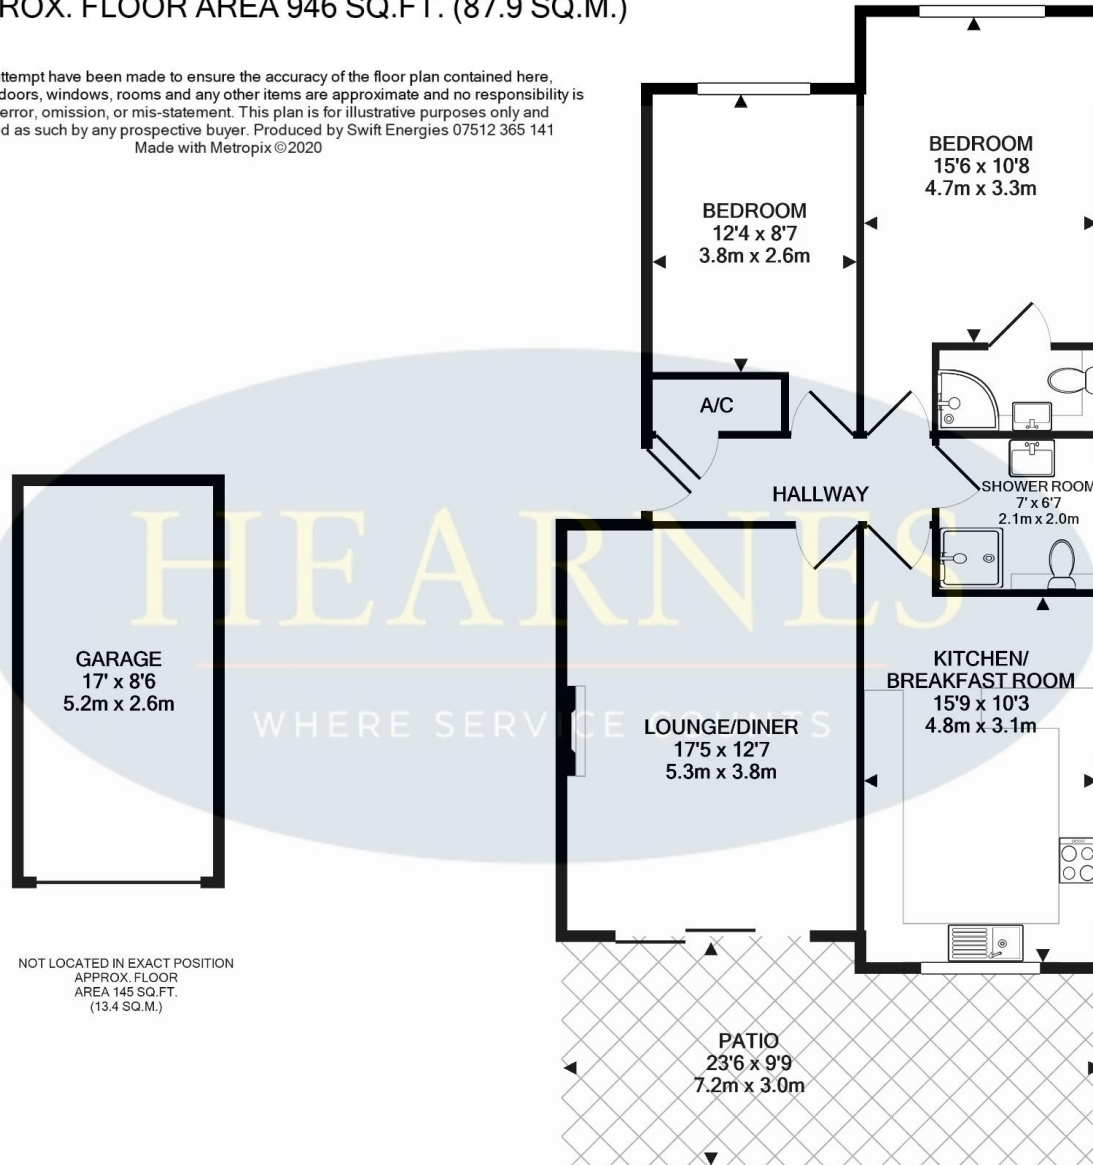 APPROX. FLOOR AREA 946 SQ.FT. (87.9 SQ.M.)
attempt have been made to ensure the accuracy of the floor plan contained here,
doors, windows, rooms and any other items are approximate and no responsibility is
error, omission, or mis-statement. This plan is for illustrative purposes only and
d as such by any prospective buyer. Produced by Swift Energies 07512 365 141
Made with Metropix ©2020
BEDROOM
15'6 x 10'8
4.7m x 3.3m
BEDROOM
12'4 x 8'7
3.8m x 2.6m
A/C
HALLWAY
SHOWER ROOM
7' x 6'7
2.1m x 2.0m
HEARNES
WHERE SERVICE COUNTS
GARAGE
17' x 8'6
5.2m x 2.6m
KITCHEN/
BREAKFAST ROOM
15'9 x 10'3
4.8m x 3.1m
LOUNGE/DINER
17'5 x 12'7
5.3m x 3.8m
NOT LOCATED IN EXACT POSITION
APPROX. FLOOR
AREA 145 SQ.FT.
(13.4 SQ.M.)
PATIO
23'6 x 9'9
7.2m x 3.0m